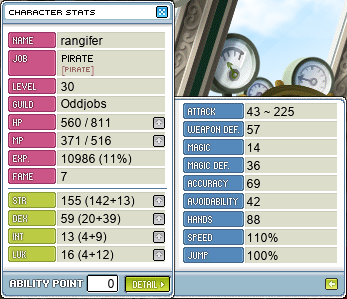 CHARACTER STATS
NAME rangifer
JOB PIRATE
[PIRATE]
LEVEL 30
GUILD Oddjobs
HP 560 / 811
MP 371 / 516
EXP. 10986 (11%)
FAME 7
STR 155 (142+13)
DEX 59 (20+39)
INT 13 (4+9)
LUK 16 (4+12)
ABILITY POINT 0 DETAIL
ATTACK 43 ~ 225
WEAPON DEF. 57
MAGIC 14
MAGIC DEF. 36
ACCURACY 69
AVOIDABILITY 42
HANDS 88
SPEED 110%
JUMP 100%